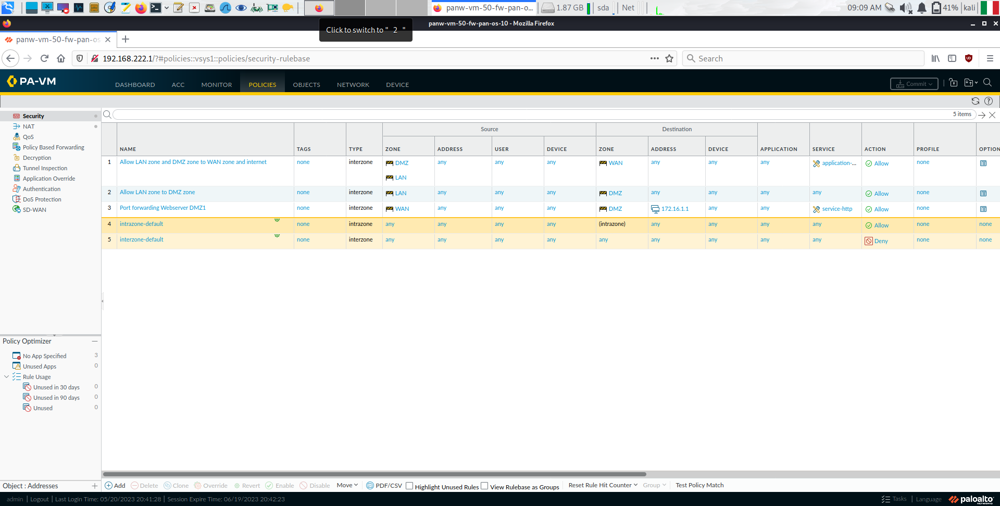 panw-vm-50-fw-pan-o...
1.87 GB
sda
Net
09:09 AM
41%
kali
panw-vm-50-fw-pan-os-10 - Mozilla Firefox
Click to switch to " 2 "
panw-vm-50-fw-pan-os
192.168.222.1/?#policies::vsys1::policies/security-rulebase
Search
PA-VM
DASHBOARD
ACC
MONITOR
POLICIES
OBJECTS
NETWORK
DEVICE
Commit
Security
NAT
QoS
Policy Based Forwarding
Decryption
Tunnel Inspection
Application Override
Authentication
DoS Protection
SD-WAN
5 items
Source
Destination
NAME TAGS TYPE ZONE ADDRESS USER DEVICE ZONE ADDRESS DEVICE APPLICATION SERVICE ACTION PROFILE OPTION
1 Allow LAN zone and DMZ zone to WAN zone and internet none interzone DMZ any any any WAN any any any application-... Allow none
LAN
2 Allow LAN zone to DMZ zone none interzone LAN any any any DMZ any any any any Allow none
3 Port forwarding Webserver DMZ1 none interzone WAN any any any DMZ 172.16.1.1 any any service-http Allow none
4 intrazone-default none intrazone any any any any (intrazone) any any any any Allow none none
5 interzone-default none interzone any any any any any any any any any Deny none none
Policy Optimizer
No App Specified 3
Unused Apps 0
Rule Usage
Unused in 30 days 0
Unused in 90 days 0
Unused 0
Object : Addresses
Add
Delete
Clone
Override
Revert
Enable
Disable
Move
PDF/CSV
Highlight Unused Rules
View Rulebase as Groups
Reset Rule Hit Counter
Group
Test Policy Match
admin | Logout | Last Login Time: 05/20/2023 20:41:28 | Session Expire Time: 06/19/2023 20:42:23
Tasks | Language
paloalto
NETWORKS